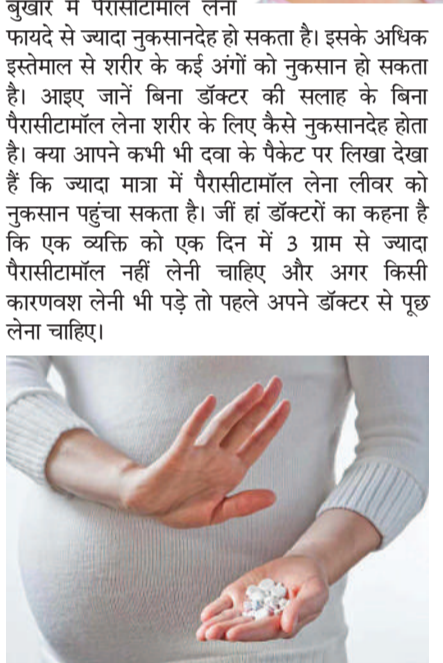 बुखार में पैरासीटामॉल लेना
फायदे से ज्यादा नुकसानदेह हो सकता है। इसके अधिक
इस्तेमाल से शरीर के कई अंगों को नुकसान हो सकता
है। आइए जानें बिना डॉक्टर की सलाह के बिना
पैरासीटामॉल लेना शरीर के लिए कैसे नुकसानदेह होता
है। क्या आपने कभी भी दवा के पैकेट पर लिखा देखा
हैं कि ज्यादा मात्रा में पैरासीटामॉल लेना लीवर को
नुकसान पहुंचा सकता है। जीं हां डॉक्टरों का कहना है
कि एक व्यक्ति को एक दिन में 3 ग्राम से ज्यादा
पैरासीटामॉल नहीं लेनी चाहिए और अगर किसी
कारणवश लेनी भी पड़े तो पहले अपने डॉक्टर से पूछ
लेना चाहिए।